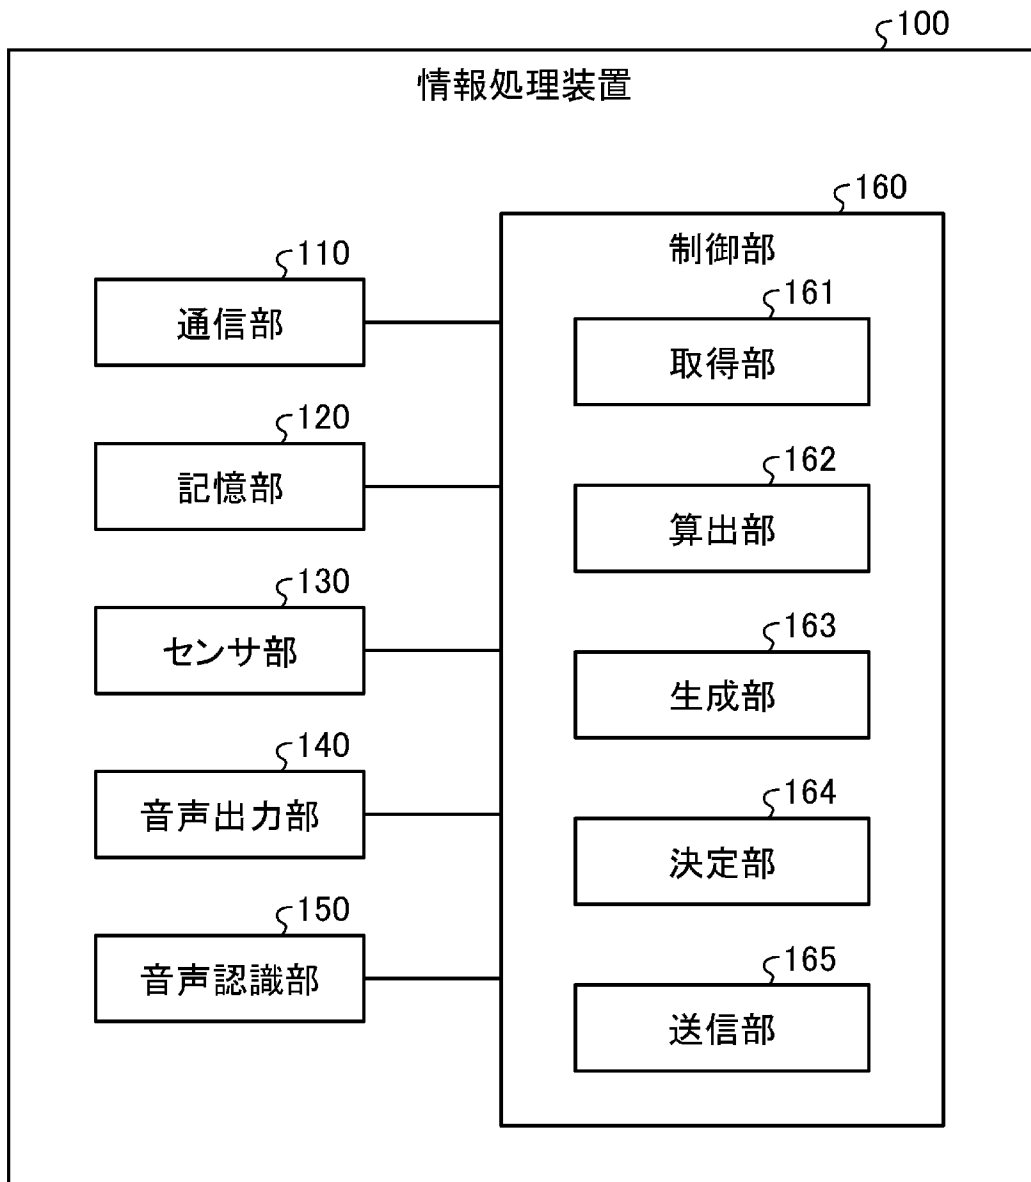 100
情報処理装置
160
制御部
110
通信部
120
記憶部
130
センサ部
140
音声出力部
150
音声認識部
161
取得部
162
算出部
163
生成部
164
決定部
165
送信部